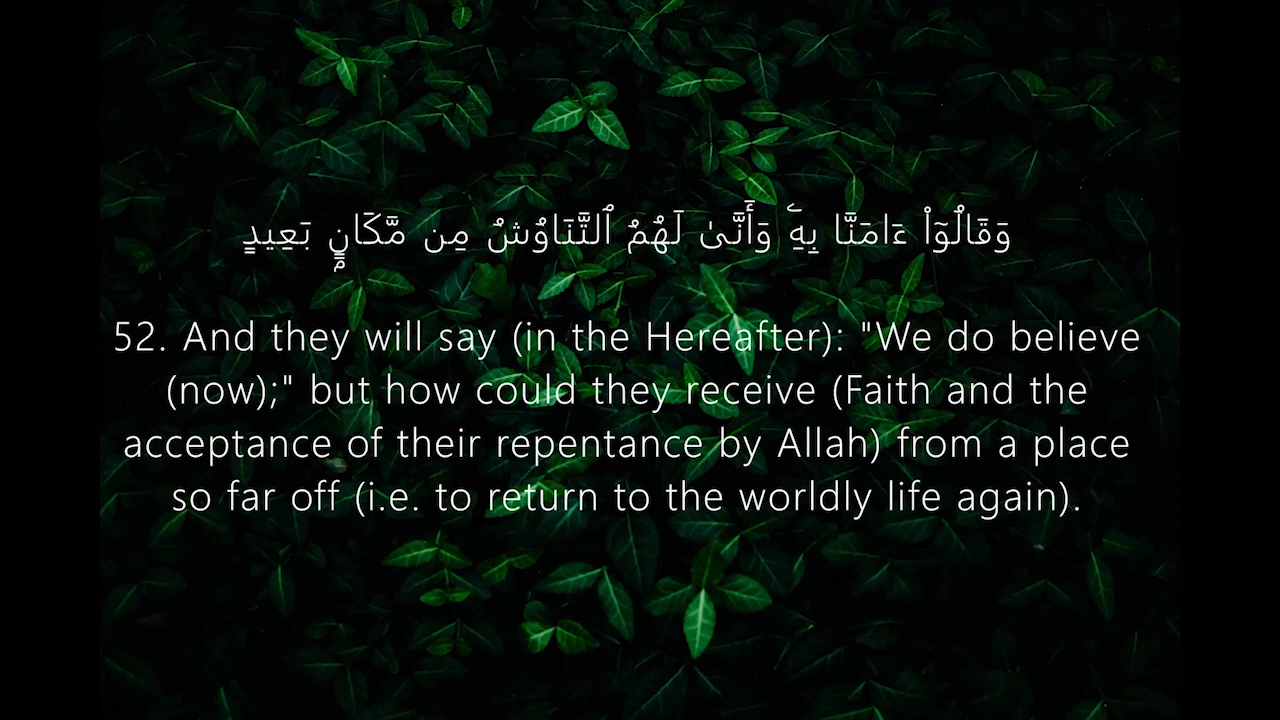 وَقَالُوٓا۟ ءَامَنَّا بِهِۦ وَأَنَّىٰ لَهُمُ ٱلتَّنَاوُشُ مِن مَّكَانٍۭ بَعِيدٍ
52. And they will say (in the Hereafter): "We do believe
(now);" but how could they receive (Faith and the
acceptance of their repentance by Allah) from a place
so far off (i.e. to return to the worldly life again).